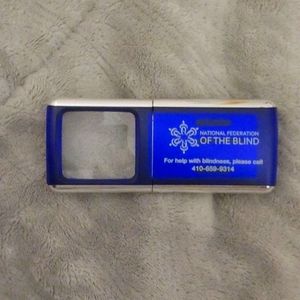 NATIONAL FEDERATION
OF THE BLIND
For help with blindness, please call
410-659-9314